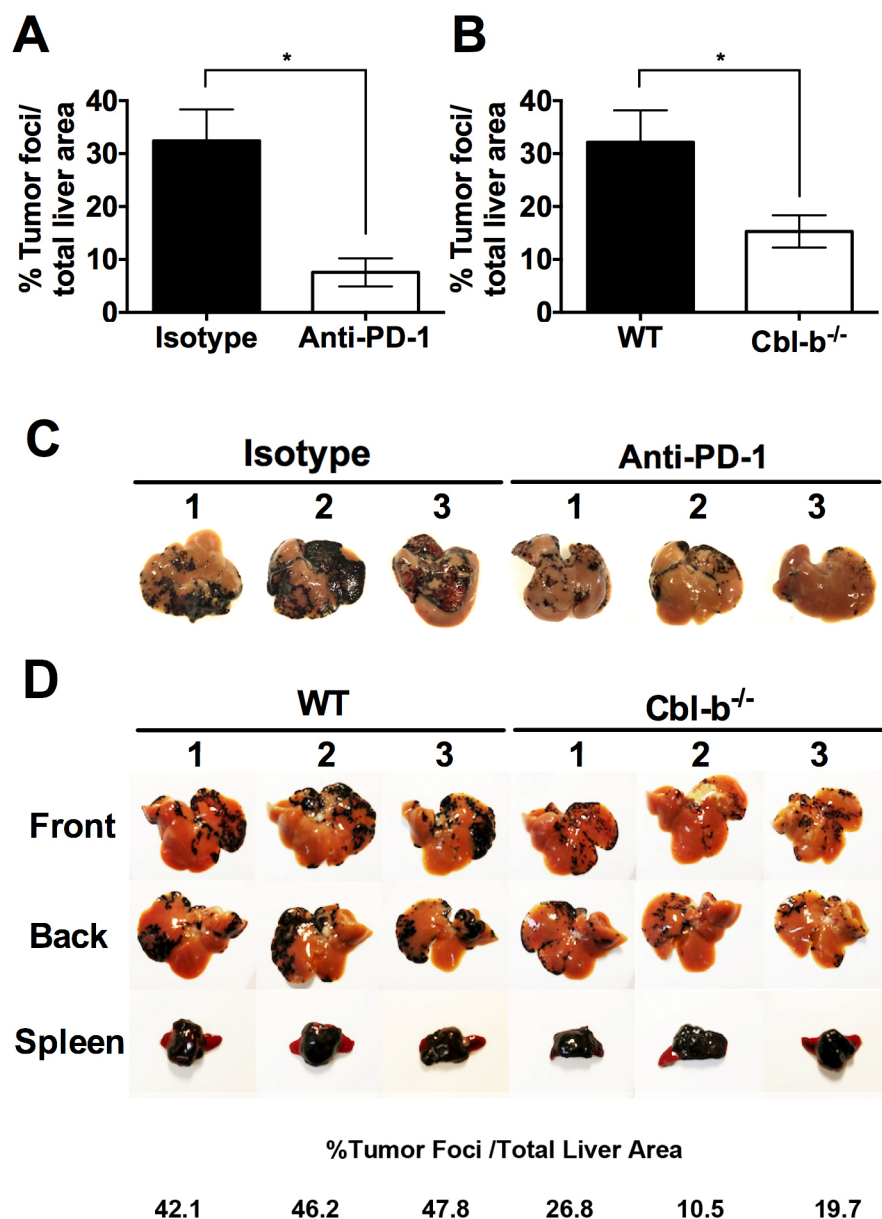 A
B
*
*
% Tumor foci/
total liver area
40
30
20
10
0
Isotype
Anti-PD-1
% Tumor foci/
total liver area
40
30
20
10
0
WT
Cbl-b-/-
C
Isotype
Anti-PD-1
1 2 3 1 2 3
D
WT
Cbl-b-/-
1 2 3 1 2 3
Front
Back
Spleen
%Tumor Foci /Total Liver Area
42.1 46.2 47.8 26.8 10.5 19.7